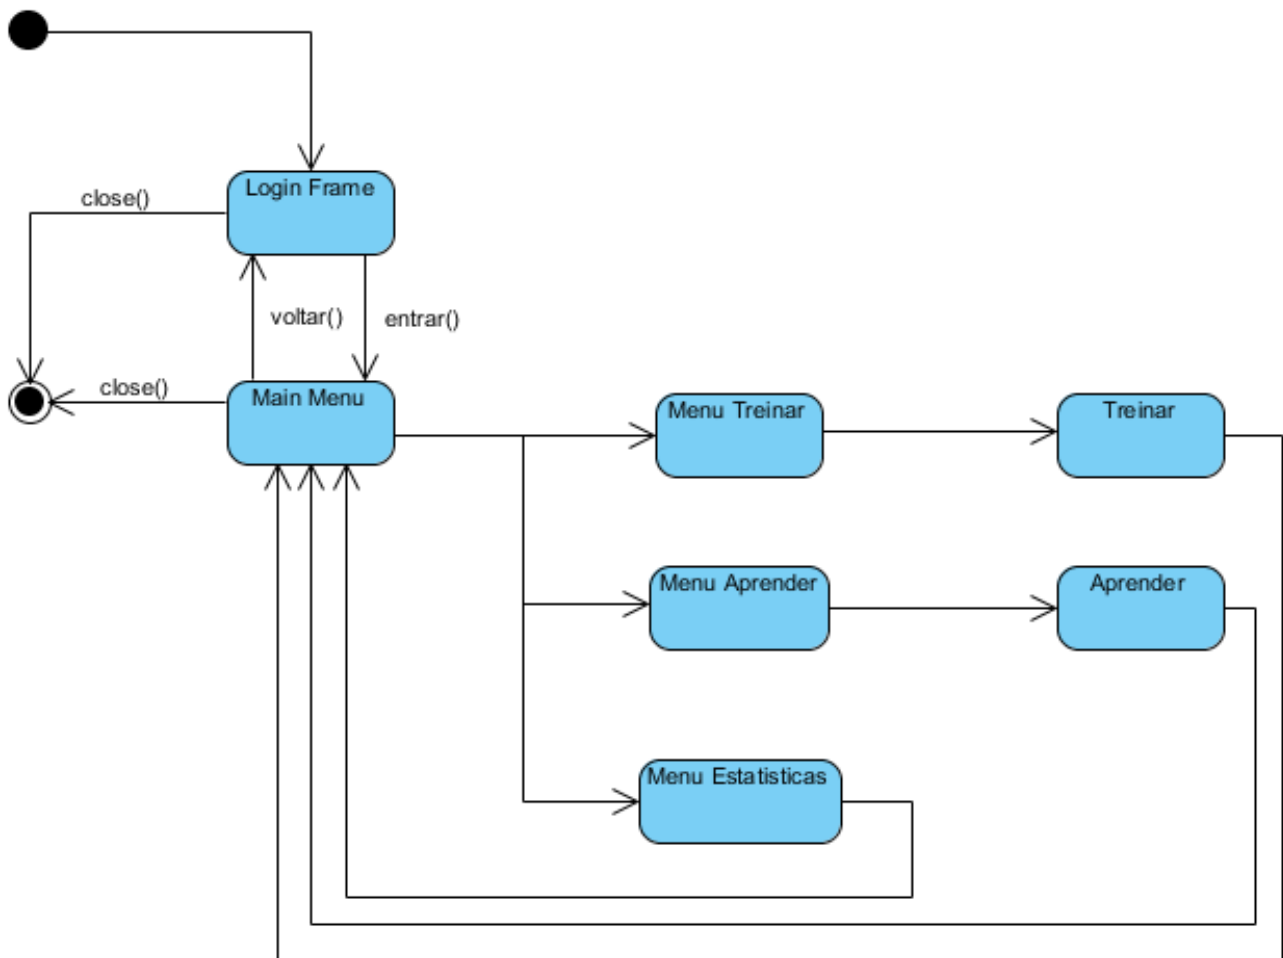 Login Frame
close()
voltar()
entrar()
close()
Main Menu
Menu Treinar
Treinar
Menu Aprender
Aprender
Menu Estatisticas